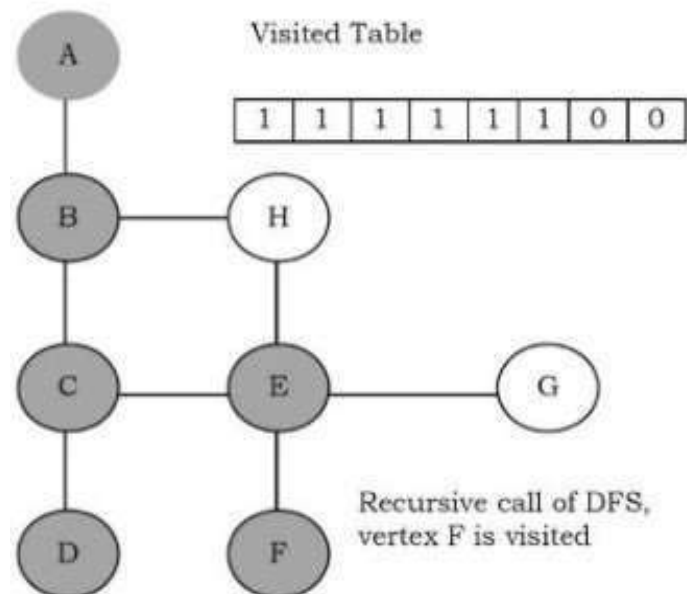 A
Visited Table
1 1 1 1 1 1 0 0
B
H
C
E
G
D
F
Recursive call of DFS,
vertex F is visited